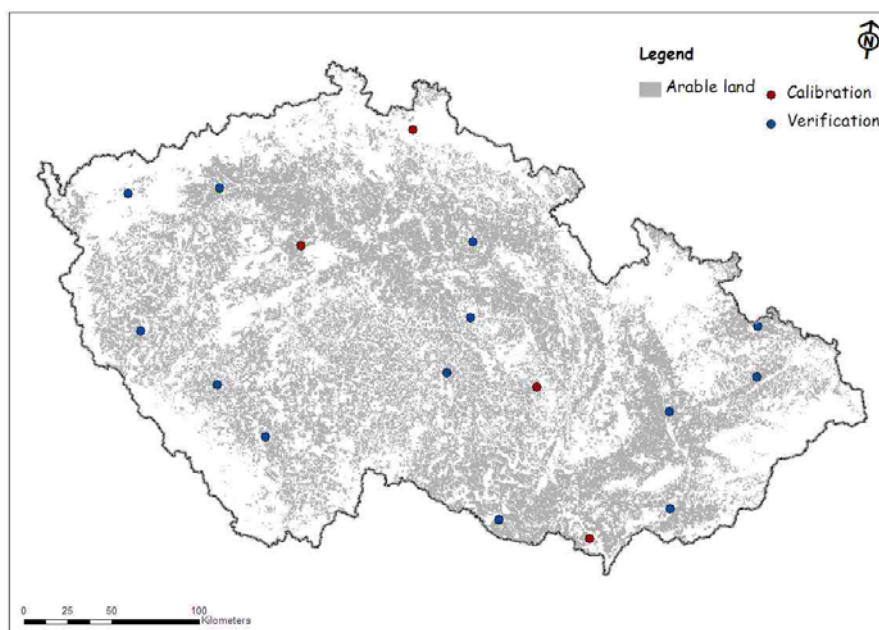 N
Legend
Arable land
Calibration
Verification
0 25 50 100
Kilometers